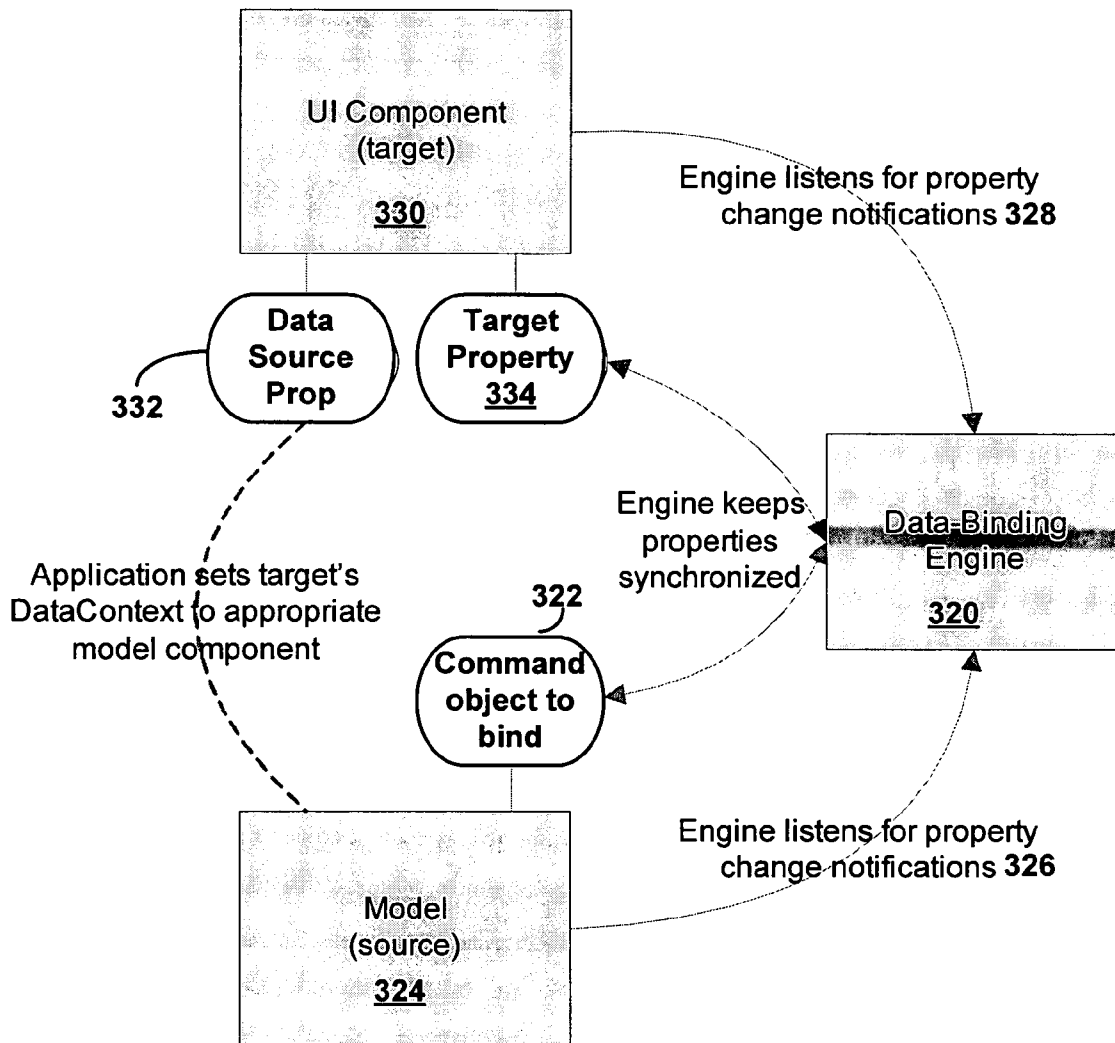 UI Component
(target)
330
Engine listens for property
change notifications 328
Data
Source
Prop
332
Target
Property
334
Engine keeps
properties
synchronized
Data-Binding
Engine
320
Application sets target's
DataContext to appropriate
model component
322
Command
object to
bind
Engine listens for property
change notifications 326
Model
(source)
324